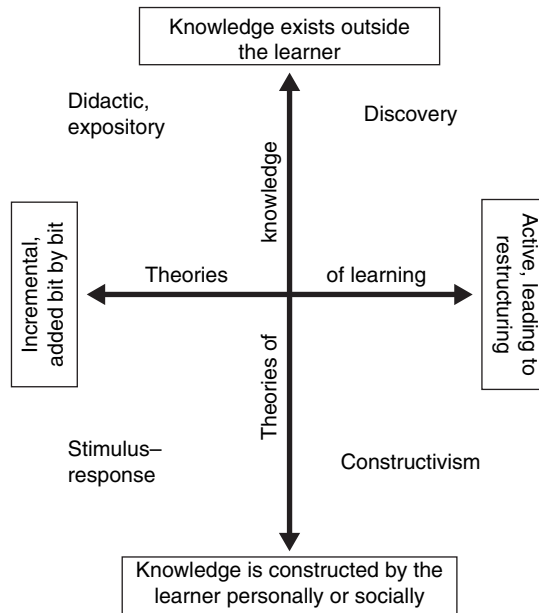 Knowledge exists outside
the learner
Didactic,
expository
Discovery
knowledge
Incremental,
added bit by bit
Theories
of learning
Active, leading to
restructuring
Theories of
Stimulus–
response
Constructivism
Knowledge is constructed by the
learner personally or socially